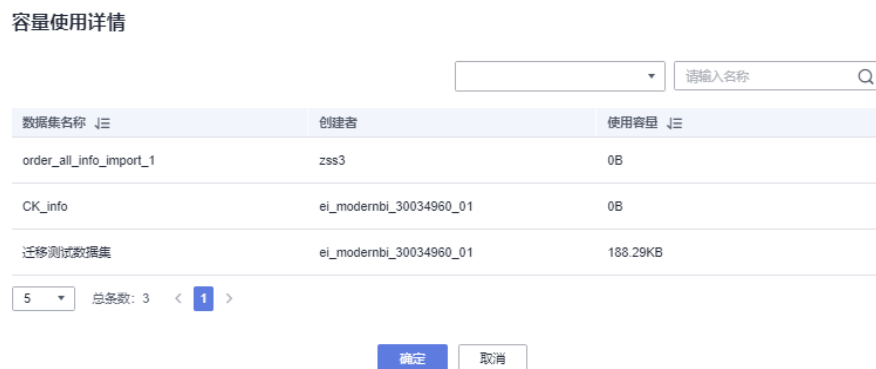 容量使用详情
请输入名称
数据集名称 创建者 使用容量
order_all_info_import_1 zss3 0B
CK_info ei_modernbi_30034960_01 0B
迁移测试数据集 ei_modernbi_30034960_01 188.29KB
5 总条数: 3 < 1 >
确定 取消